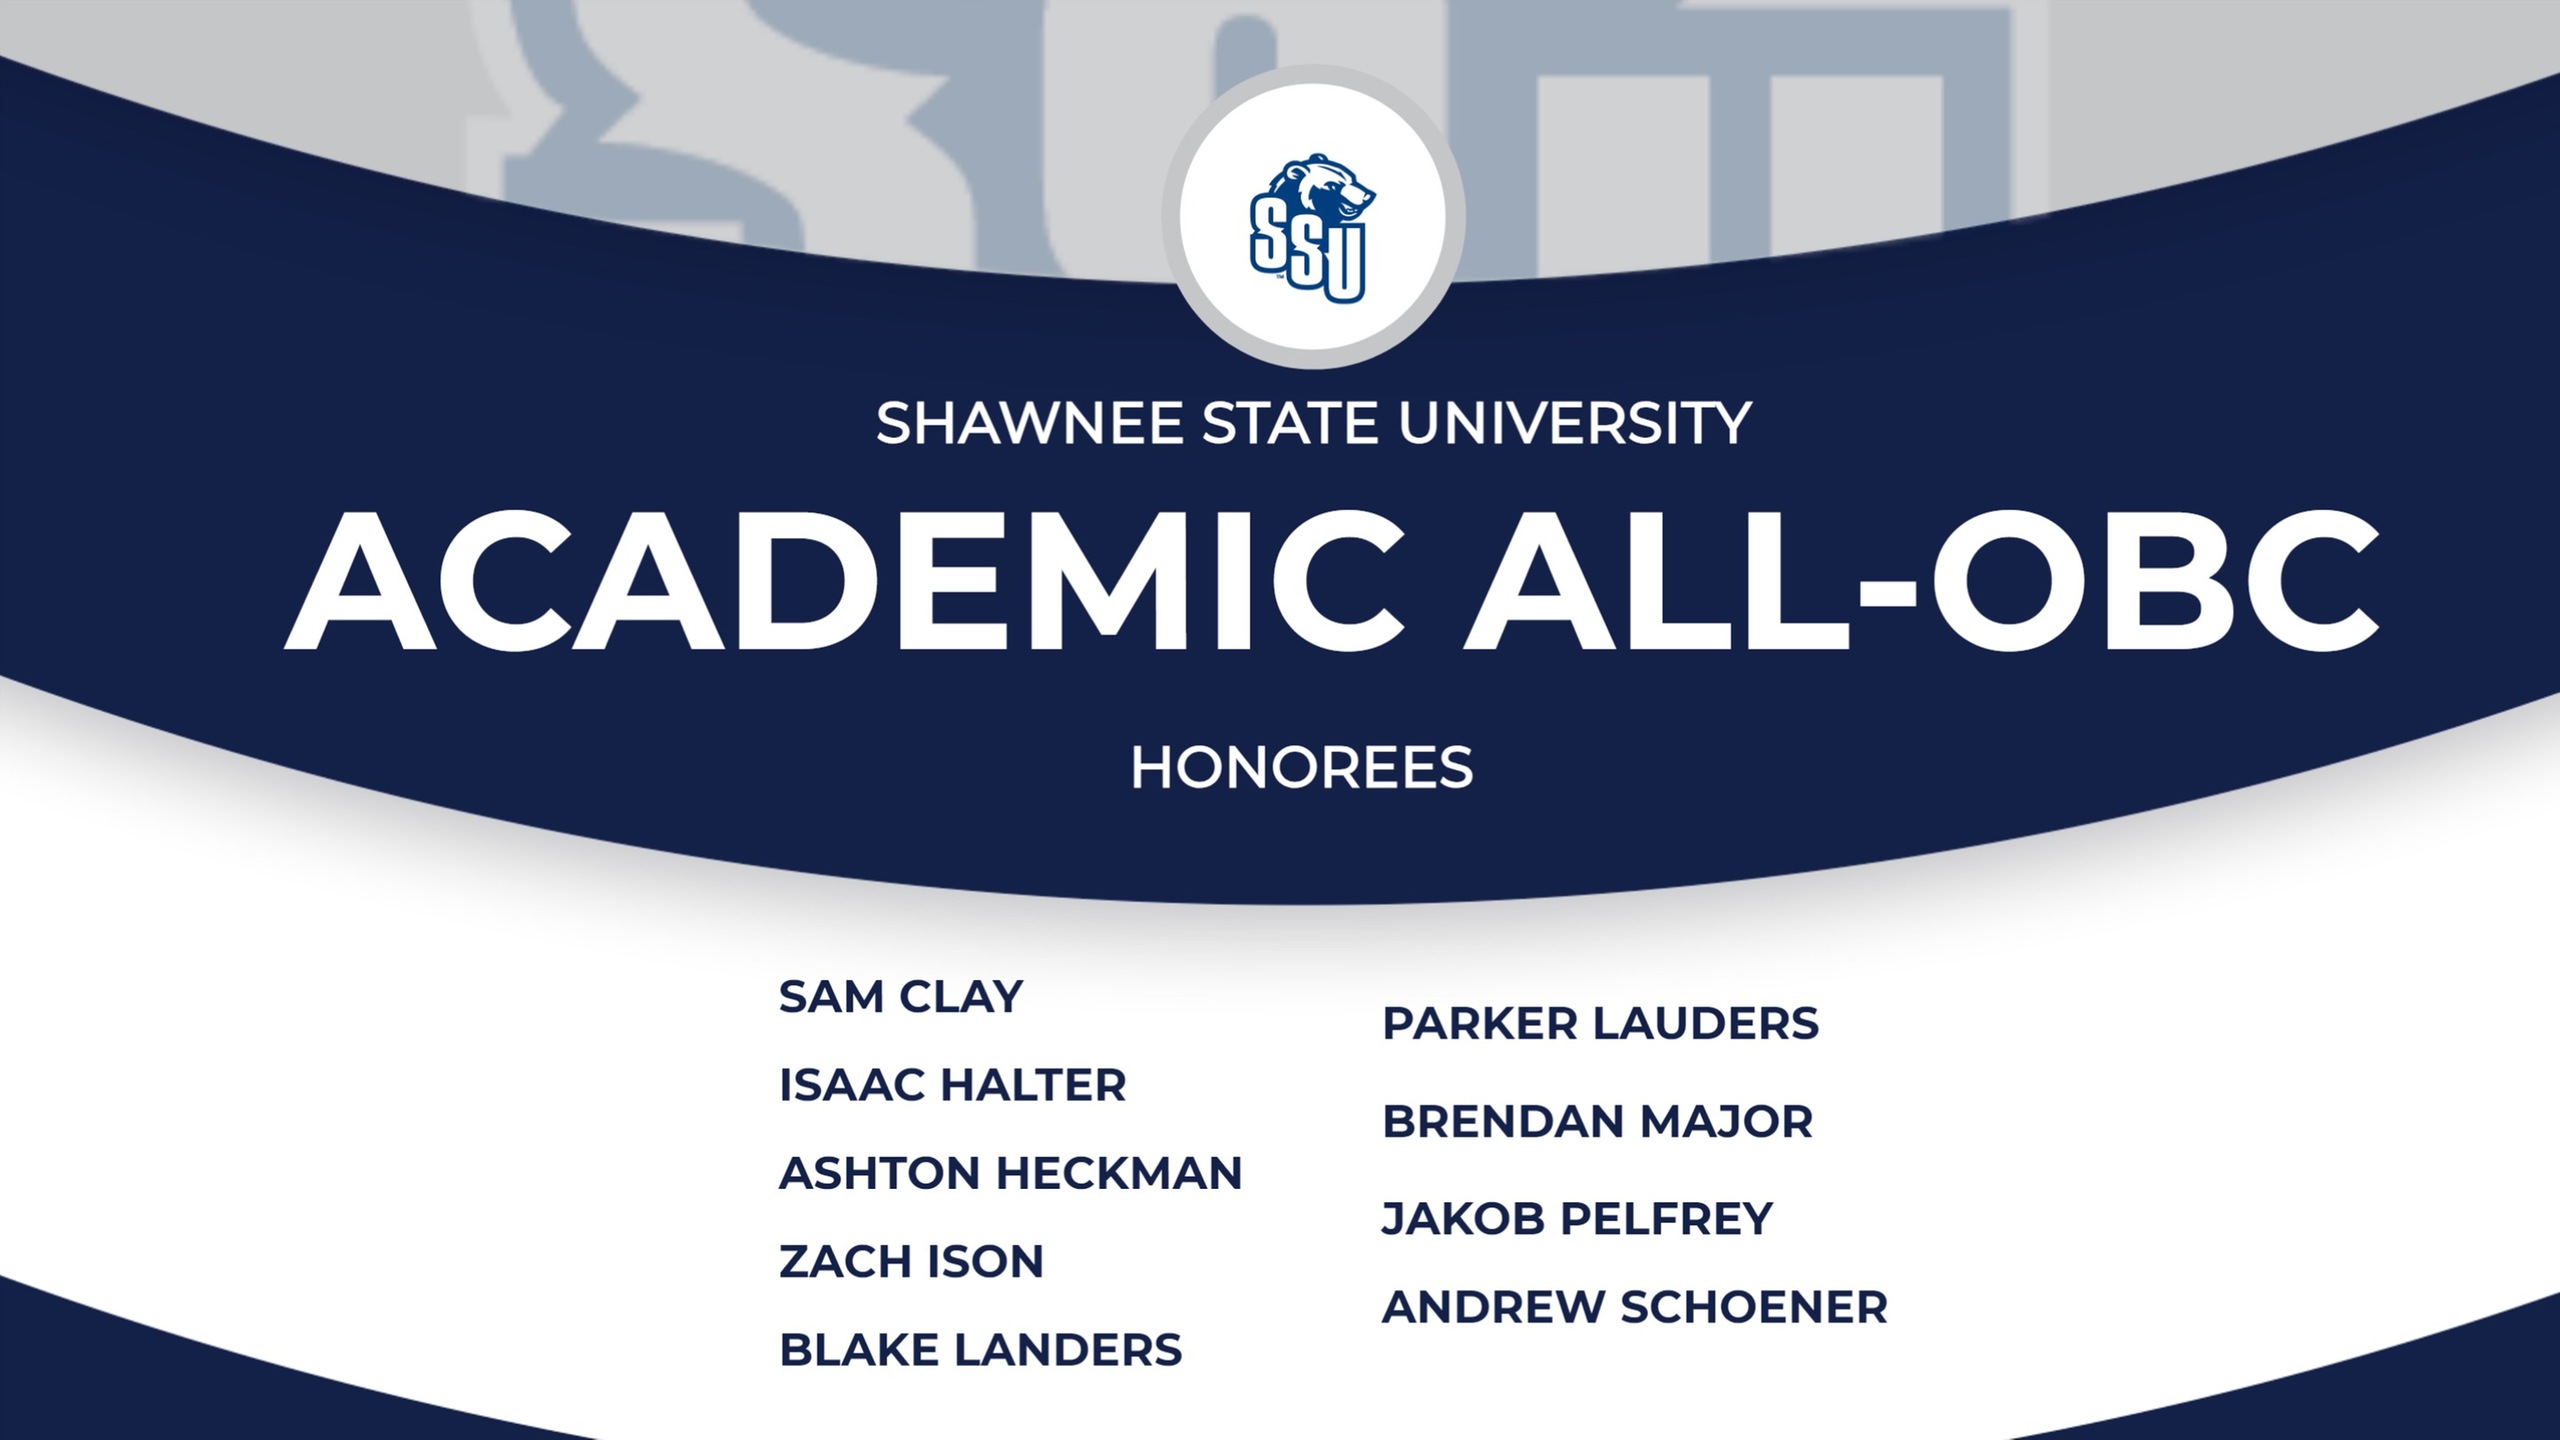 SSU
SHAWNEE STATE UNIVERSITY
ACADEMIC ALL-OBC
HONOREES
SAM CLAY
ISAAC HALTER
ASHTON HECKMAN
ZACH ISON
BLAKE LANDERS
PARKER LAUDERS
BRENDAN MAJOR
JAKOB PELFREY
ANDREW SCHOENER